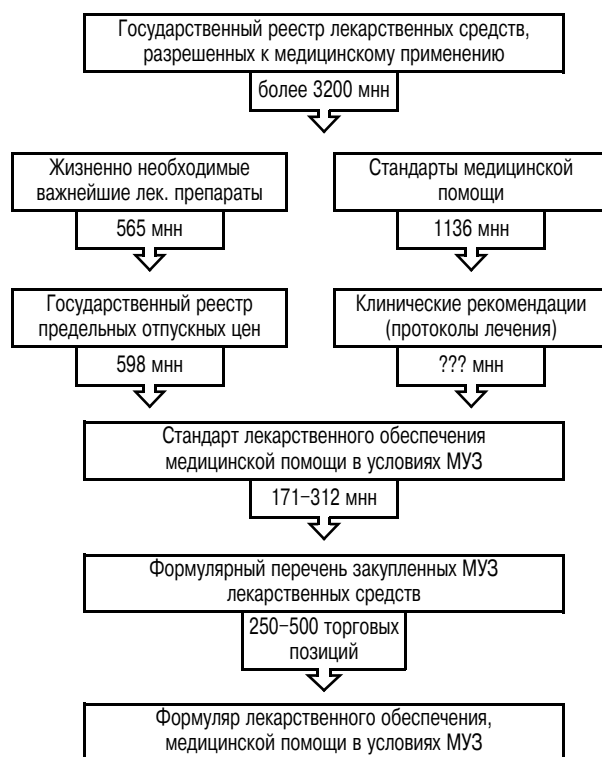 Государственный реестр лекарственных средств,
разрешенных к медицинскому применению
более 3200 мнн
Жизненно необходимые
важнейшие лек. препараты
565 мнн
Стандарты медицинской
помощи
1136 мнн
Государственный реестр
предельных отпускных цен
598 мнн
Клинические рекомендации
(протоколы лечения)
??? мнн
Стандарт лекарственного обеспечения
медицинской помощи в условиях МУЗ
171–312 мнн
Формулярный перечень закупленных МУЗ
лекарственных средств
250–500 торговых
позиций
Формуляр лекарственного обеспечения,
медицинской помощи в условиях МУЗ